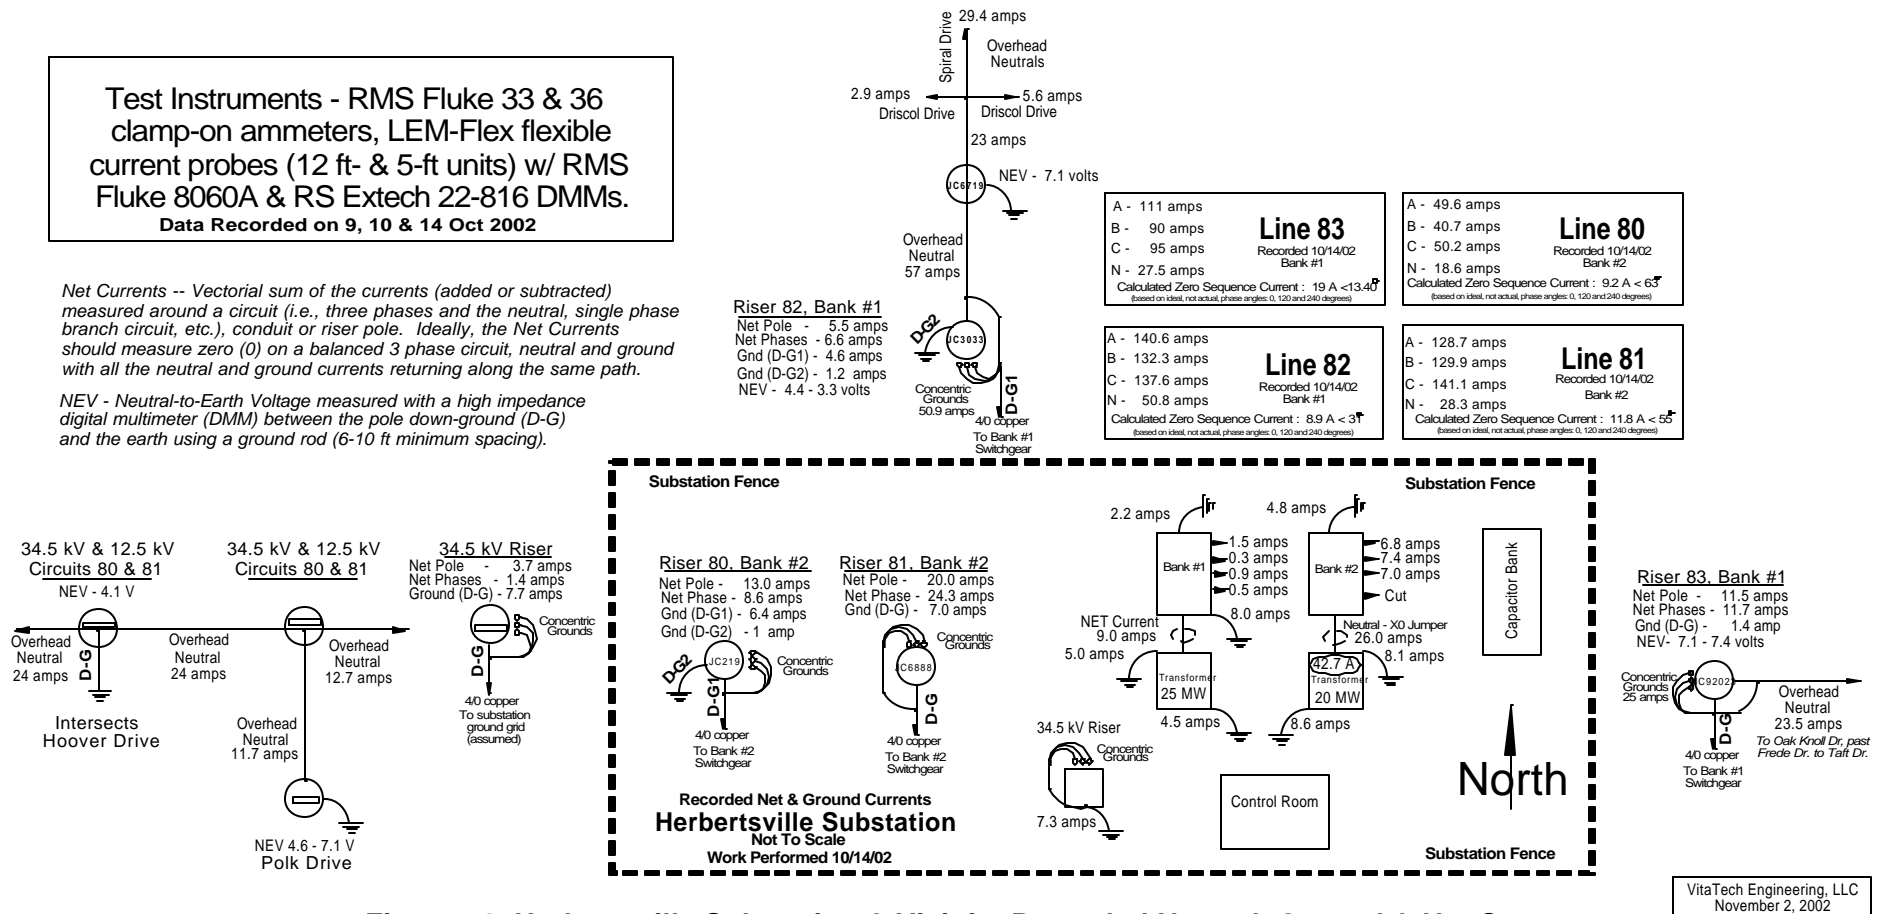 29.4 amps
Spiral Drive
Overhead
Neutrals
2.9 amps
5.6 amps
Driscol Drive
Driscol Drive
23 amps
JC6719
NEV - 7.1 volts
Overhead
Neutral
57 amps
Test Instruments - RMS Fluke 33 & 36
clamp-on ammeters, LEM-Flex flexible
current probes (12 ft- & 5-ft units) w/ RMS
Fluke 8060A & RS Extech 22-816 DMMs.
Data Recorded on 9, 10 & 14 Oct 2002
Net Currents -- Vectorial sum of the currents (added or subtracted)
measured around a circuit (i.e., three phases and the neutral, single phase
branch circuit, etc.), conduit or riser pole. Ideally, the Net Currents
should measure zero (0) on a balanced 3 phase circuit, neutral and ground
with all the neutral and ground currents returning along the same path.
NEV - Neutral-to-Earth Voltage measured with a high impedance
digital multimeter (DMM) between the pole down-ground (D-G)
and the earth using a ground rod (6-10 ft minimum spacing).
Riser 82, Bank #1
Net Pole - 5.5 amps
Net Phases - 6.6 amps
Gnd (D-G1) - 4.6 amps
Gnd (D-G2) - 1.2 amps
NEV - 4.4 - 3.3 volts
D-G2
JC3033
Concentric
Grounds
50.9 amps
D-G1
4/0 copper
To Bank #1
Switchgear
A - 111 amps
B - 90 amps
C - 95 amps
N - 27.5 amps
Line 83
Recorded 10/14/02
Bank #1
Calculated Zero Sequence Current : 19 A <13.40
(based on ideal, not actual, phase angles: 0, 120 and 240 degrees)
A - 49.6 amps
B - 40.7 amps
C - 50.2 amps
N - 18.6 amps
Line 80
Recorded 10/14/02
Bank #2
Calculated Zero Sequence Current : 9.2 A < 63
(based on ideal, not actual, phase angles: 0, 120 and 240 degrees)
A - 140.6 amps
B - 132.3 amps
C - 137.6 amps
N - 50.8 amps
Line 82
Recorded 10/14/02
Bank #1
Calculated Zero Sequence Current : 8.9 A < 31
(based on ideal, not actual, phase angles: 0, 120 and 240 degrees)
A - 128.7 amps
B - 129.9 amps
C - 141.1 amps
N - 28.3 amps
Line 81
Recorded 10/14/02
Bank #2
Calculated Zero Sequence Current : 11.8 A < 55
(based on ideal, not actual, phase angles: 0, 120 and 240 degrees)
34.5 kV & 12.5 kV
Circuits 80 & 81
NEV - 4.1 V
Overhead
Neutral
24 amps
D-G
Intersects
Hoover Drive
Overhead
Neutral
24 amps
34.5 kV & 12.5 kV
Circuits 80 & 81
Overhead
Neutral
12.7 amps
Overhead
Neutral
11.7 amps
NEV 4.6 - 7.1 V
Polk Drive
34.5 kV Riser
Net Pole - 3.7 amps
Net Phases - 1.4 amps
Ground (D-G) - 7.7 amps
Concentric
Grounds
D-G
4/0 copper
To substation
ground grid
(assumed)
Substation Fence
Substation Fence
Riser 80, Bank #2
Net Pole - 13.0 amps
Net Phase - 8.6 amps
Gnd (D-G1) - 6.4 amps
Gnd (D-G2) - 1 amp
D-G2
JC219
Concentric
Grounds
D-G1
4/0 copper
To Bank #2
Switchgear
Riser 81, Bank #2
Net Pole - 20.0 amps
Net Phase - 24.3 amps
Gnd (D-G) - 7.0 amps
Concentric
Grounds
JC6888
D-G
4/0 copper
To Bank #2
Switchgear
2.2 amps
Bank #1
1.5 amps
0.3 amps
0.9 amps
0.5 amps
8.0 amps
NET Current
9.0 amps
5.0 amps
Transformer
25 MW
4.5 amps
4.8 amps
Bank #2
6.8 amps
7.4 amps
7.0 amps
Cut
Neutral - X0 Jumper
26.0 amps
8.1 amps
42.7 A
Transformer
20 MW
8.6 amps
Capacitor Bank
34.5 kV Riser
Concentric
Grounds
7.3 amps
Control Room
North
Recorded Net & Ground Currents
Herbertsville Substation
Not To Scale
Work Performed 10/14/02
Substation Fence
Riser 83, Bank #1
Net Pole - 11.5 amps
Net Phases - 11.7 amps
Gnd (D-G) - 1.4 amp
NEV- 7.1 - 7.4 volts
Concentric
Grounds
25 amps
Overhead
Neutral
23.5 amps
To Oak Knoll Dr, past
Frede Dr. to Taft Dr.
D-G
4/0 copper
To Bank #1
Switchgear
VitaTech Engineering, LLC
November 2, 2002